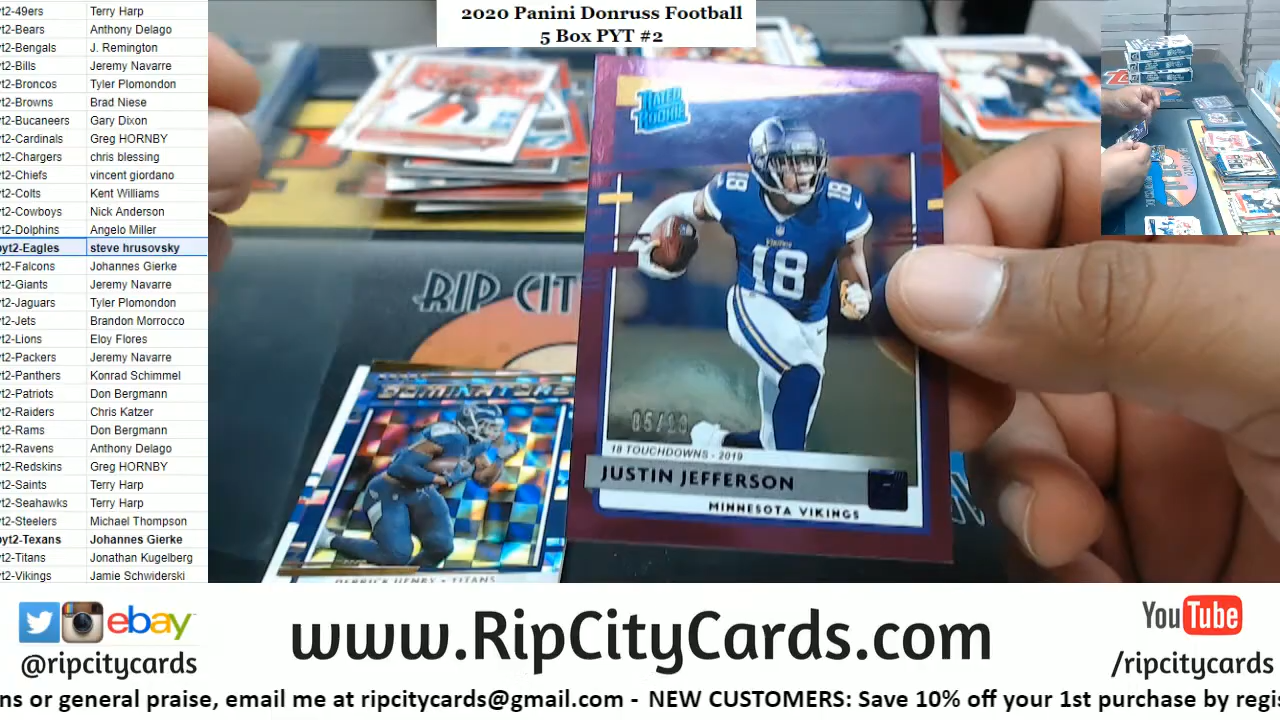 2020 Panini Donruss Football
5 Box PYT #2
yt2-49ers Terry Harp
yt2-Bears Anthony Delago
yt2-Bengals J. Remington
yt2-Bills Jeremy Navarre
yt2-Broncos Tyler Plomondon
yt2-Browns Brad Niese
yt2-Bucaneers Gary Dixon
yt2-Cardinals Greg HORNBY
yt2-Chargers chris blessing
yt2-Chiefs vincent giordano
yt2-Colts Kent Williams
yt2-Cowboys Nick Anderson
yt2-Dolphins Angelo Miller
pyt2-Eagles steve hrusovsky
yt2-Falcons Johannes Gierke
yt2-Giants Jeremy Navarre
yt2-Jaguars Tyler Plomondon
yt2-Jets Brandon Morrocco
yt2-Lions Eloy Flores
yt2-Packers Jeremy Navarre
yt2-Panthers Konrad Schimmel
yt2-Patriots Don Bergmann
yt2-Raiders Chris Katzer
yt2-Rams Don Bergmann
yt2-Ravens Anthony Delago
yt2-Redskins Greg HORNBY
yt2-Saints Terry Harp
yt2-Seahawks Terry Harp
yt2-Steelers Michael Thompson
pyt2-Texans Johannes Gierke
yt2-Titans Jonathan Kugelberg
yt2-Vikings Jamie Schwiderski
RATED ROOKIE
18
18
18
18 TOUCHDOWNS - 2019
JUSTIN JEFFERSON
MINNESOTA VIKINGS
RIP CIT
DOMINATORS
DERRICK HENRY • TITANS
ebay
@ripcitycards
www.RipCityCards.com
YouTube
/ripcitycards
ns or general praise, email me at ripcitycards@gmail.com - NEW CUSTOMERS: Save 10% off your 1st purchase by regis